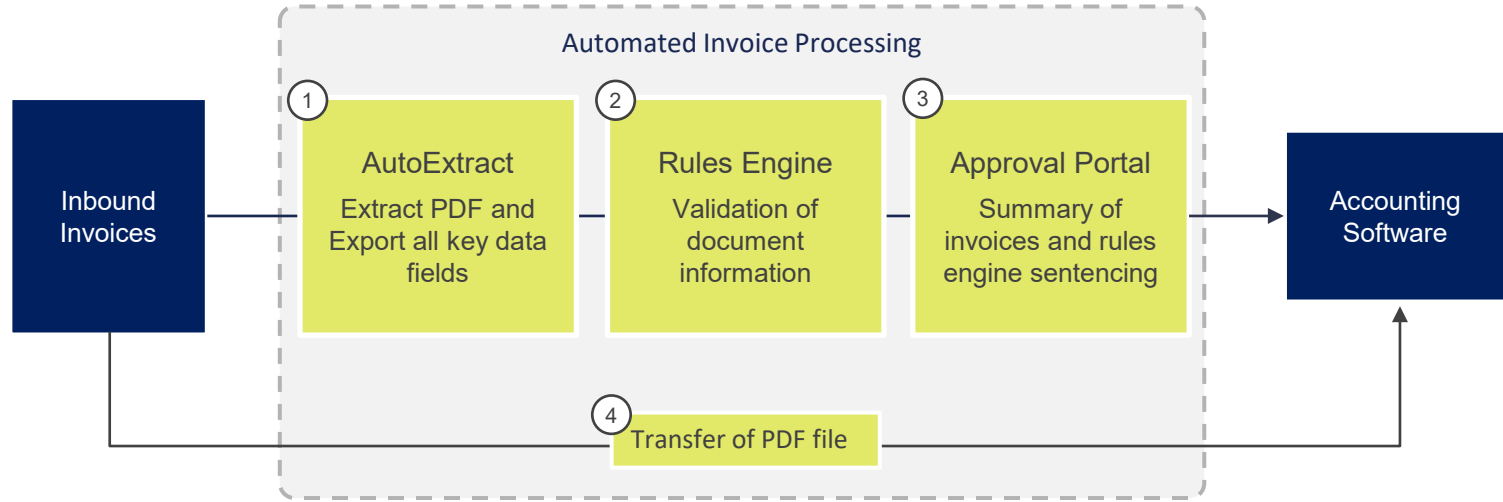 Automated Invoice Processing
Inbound
Invoices
1
AutoExtract
Extract PDF and
Export all key data
fields
2
Rules Engine
Validation of
document
information
3
Approval Portal
Summary of
invoices and rules
engine sentencing
Accounting
Software
4
Transfer of PDF file